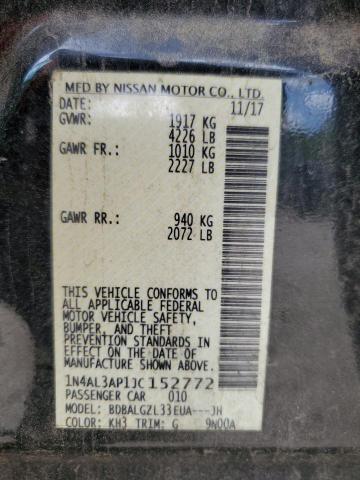 MFD BY NISSAN MOTOR CO., LTD.
DATE: 11/17
GVWR: 1917 KG
4226 LB
GAWR FR.: 1010 KG
2227 LB
GAWR RR.: 940 KG
2072 LB
THIS VEHICLE CONFORMS TO
ALL APPLICABLE FEDERAL
MOTOR VEHICLE SAFETY,
BUMPER, AND THEFT
PREVENTION STANDARDS IN
EFFECT ON THE DATE OF
MANUFACTURE SHOWN ABOVE.
1N4AL3AP1JC152772
PASSENGER CAR 010
MODEL: BDBALGZL33EUA---JH
COLOR: KH3 TRIM: G 9N00A